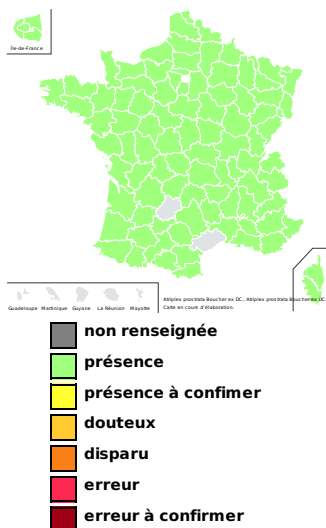 Île-de-France
Guadeloupe Martinique Guyane La Réunion Mayotte
Atriplex prostrata Boucher ex DC., Atriplex prostrata Boucher ex DC.
Carte en cours d'élaboration.
non renseignée
présence
présence à confimer
douteux
disparu
erreur
erreur à confirmer